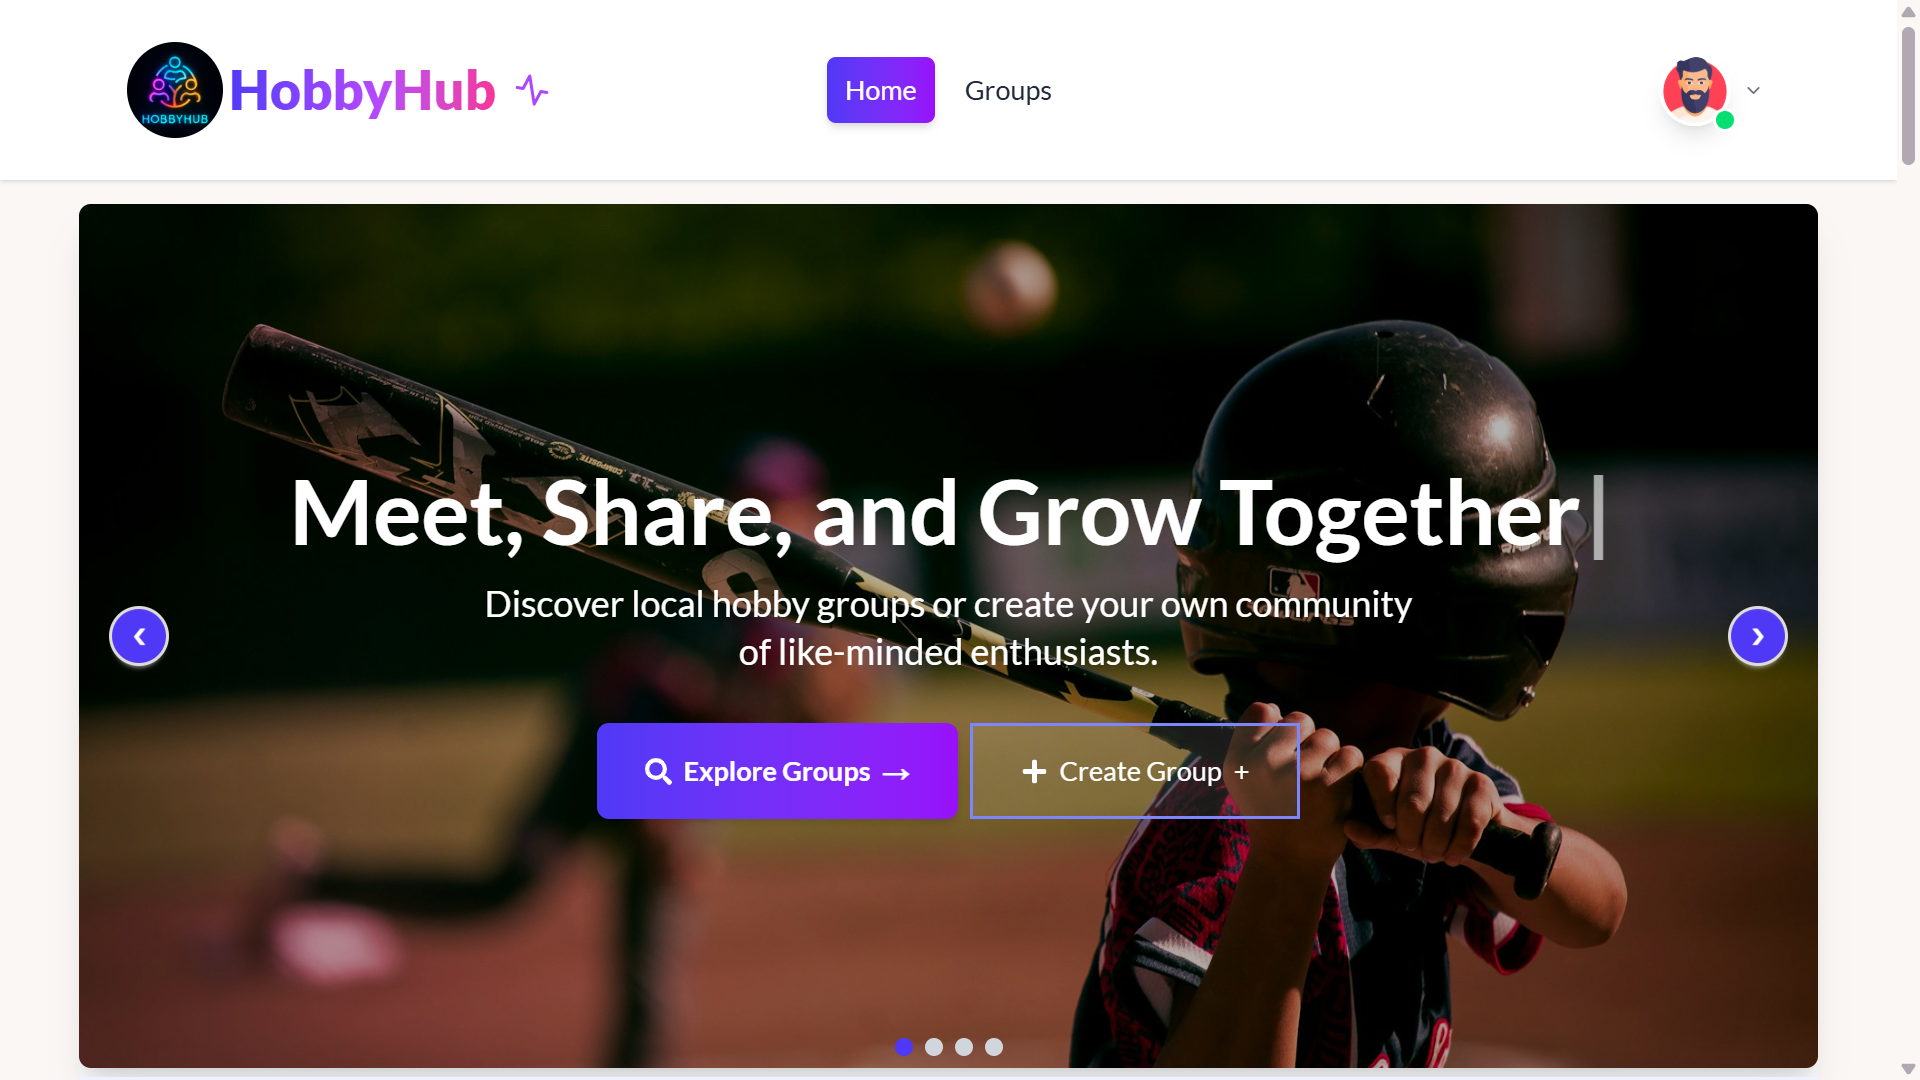 HOBBYHUB
HobbyHub
Home
Groups
Meet, Share, and Grow Together
Discover local hobby groups or create your own community
of like-minded enthusiasts.
‹
›
Explore Groups →
+ Create Group +